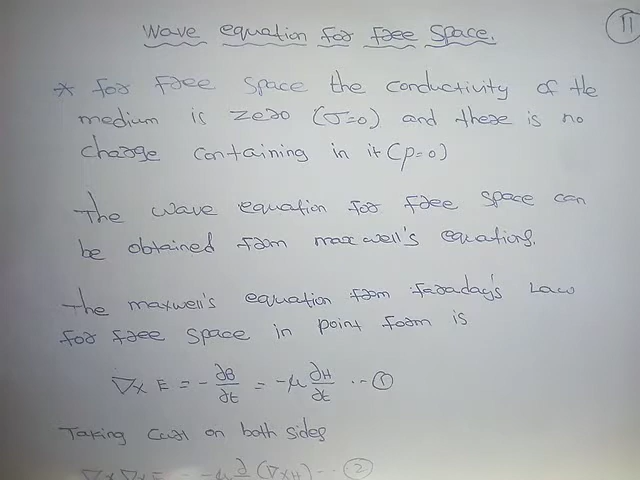 Wave equation for free space.
11
* for free space the conductivity of the
medium is zero (σ=0) and there is no
charge containing in it (ρ=0)
The wave equation for free space can
be obtained from maxwell's equations.
The maxwell's equation from faraday's Law
for free space in point form is
∇x E = -∂B/∂t = -μ ∂H/∂t --①
Taking curl on both sides
∇x∇xE = -μ ∂ (∇xH) -- ②